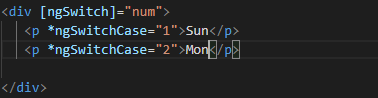 <div [ngSwitch]="num">
<p *ngSwitchCase="1">Sun</p>
<p *ngSwitchCase="2">Mon</p>
</div>